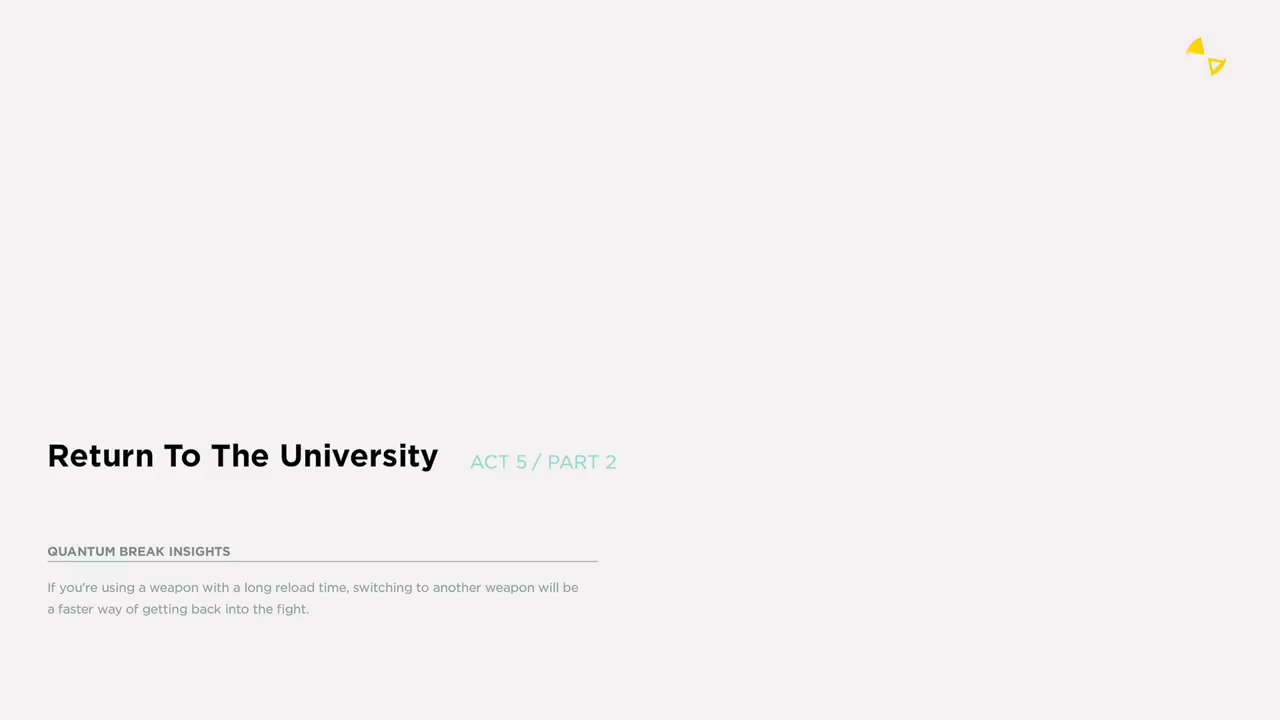 Return To The University ACT 5 / PART 2
QUANTUM BREAK INSIGHTS
If you're using a weapon with a long reload time, switching to another weapon will be
a faster way of getting back into the fight.